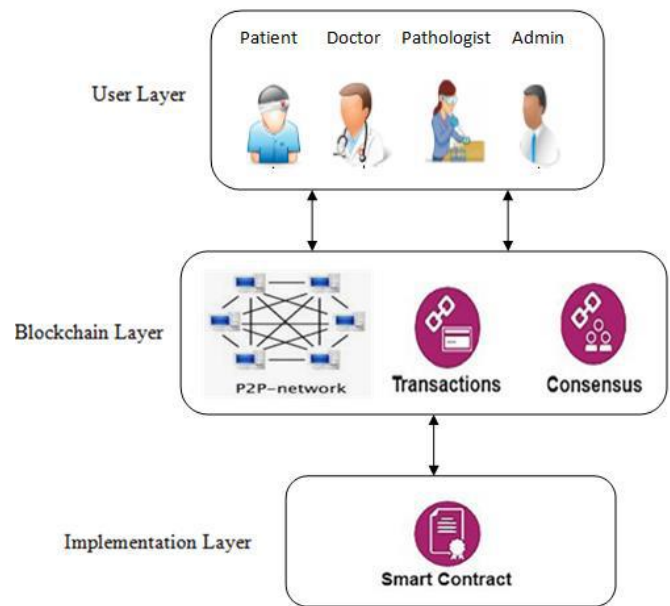 Patient Doctor Pathologist Admin
User Layer
Blockchain Layer
P2P-network
Transactions Consensus
Implementation Layer
Smart Contract